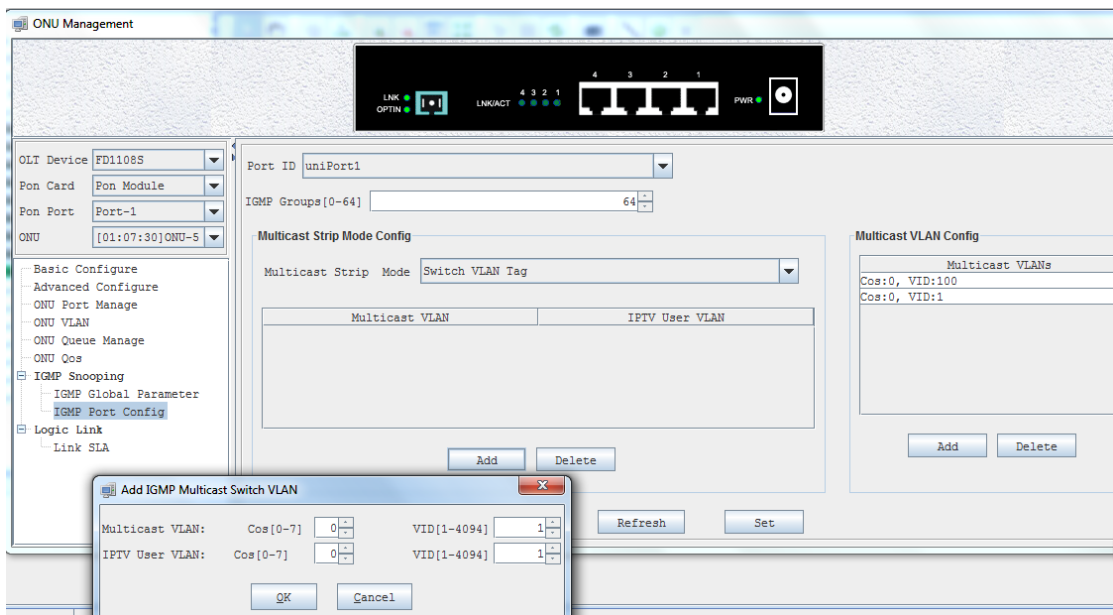 ONU Management
4 3 2 1
LNK
OPTIN
LNK/ACT
4 3 2 1
PWR
OLT Device FD1108S
Pon Card Pon Module
Pon Port Port-1
ONU [01:07:30]ONU-5
Basic Configure
Advanced Configure
ONU Port Manage
ONU VLAN
ONU Queue Manage
ONU Qos
IGMP Snooping
IGMP Global Parameter
IGMP Port Config
Logic Link
Link SLA
Port ID uniPort1
IGMP Groups[0-64] 64
Multicast Strip Mode Config
Multicast Strip Mode Switch VLAN Tag
Multicast VLAN IPTV User VLAN
Add Delete
Multicast VLAN Config
Multicast VLANs
Cos:0, VID:100
Cos:0, VID:1
Add Delete
Refresh Set
Add IGMP Multicast Switch VLAN
Multicast VLAN: Cos[0-7] 0 VID[1-4094] 1
IPTV User VLAN: Cos[0-7] 0 VID[1-4094] 1
OK Cancel